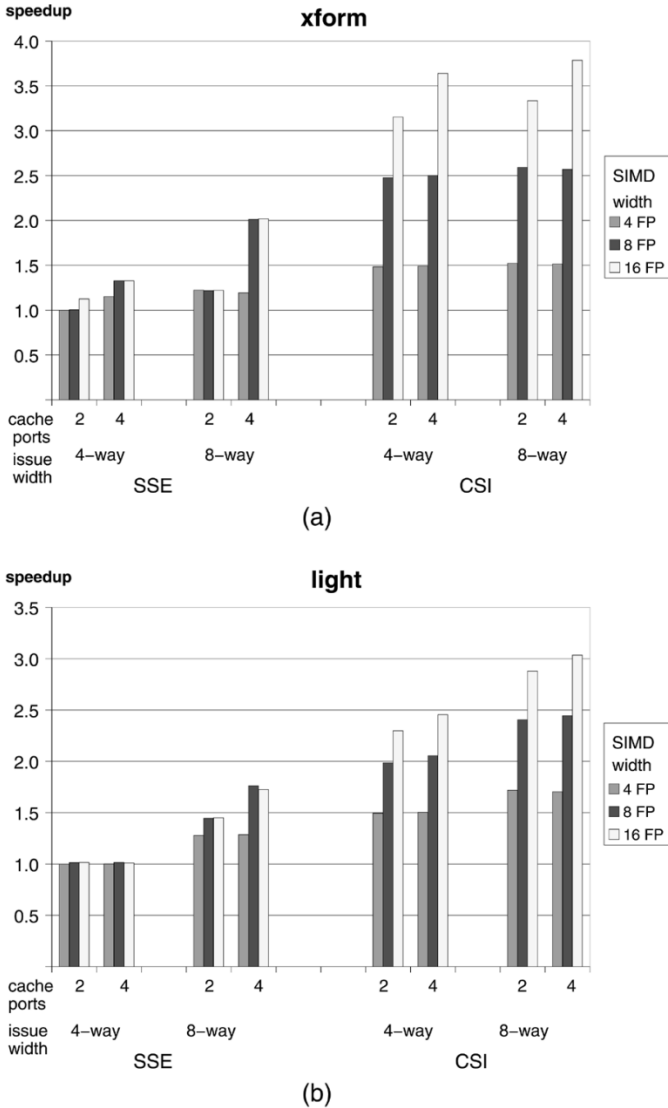 speedup
xform
4.0
3.5
3.0
2.5
2.0
1.5
1.0
0.5
SIMD
width
4 FP
8 FP
16 FP
cache ports 2 4 2 4 2 4 2 4
issue width 4-way 8-way 4-way 8-way
SSE CSI
(a)
speedup
light
3.5
3.0
2.5
2.0
1.5
1.0
0.5
SIMD
width
4 FP
8 FP
16 FP
cache ports 2 4 2 4 2 4 2 4
issue width 4-way 8-way 4-way 8-way
SSE CSI
(b)